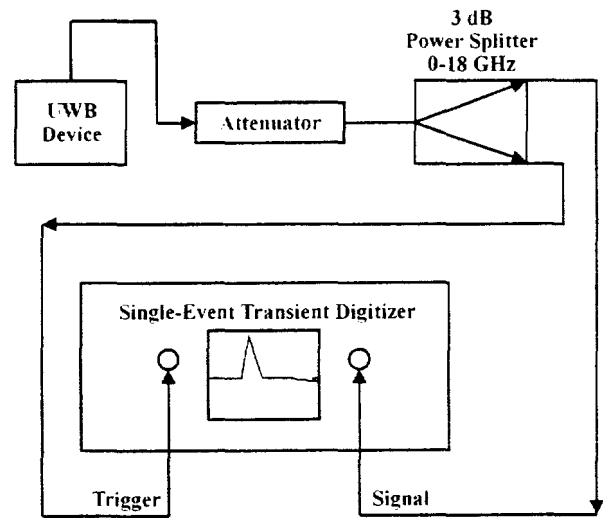 3 dB
Power Splitter
0-18 GHz
UWB
Device
Attenuator
Single-Event Transient Digitizer
Trigger
Signal